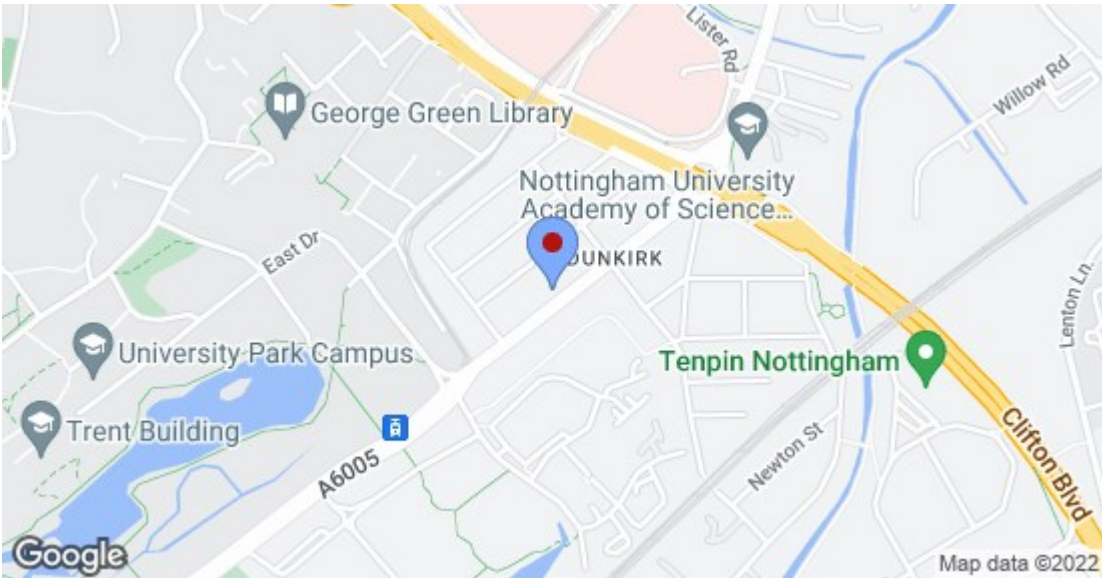 Lister Rd
Willow Rd
George Green Library
Nottingham University
Academy of Science...
DUNKIRK
East Dr
Lenton Ln.
University Park Campus
Tenpin Nottingham
Trent Building
A6005
Newton St
Clifton Blvd
Google
Map data ©2022